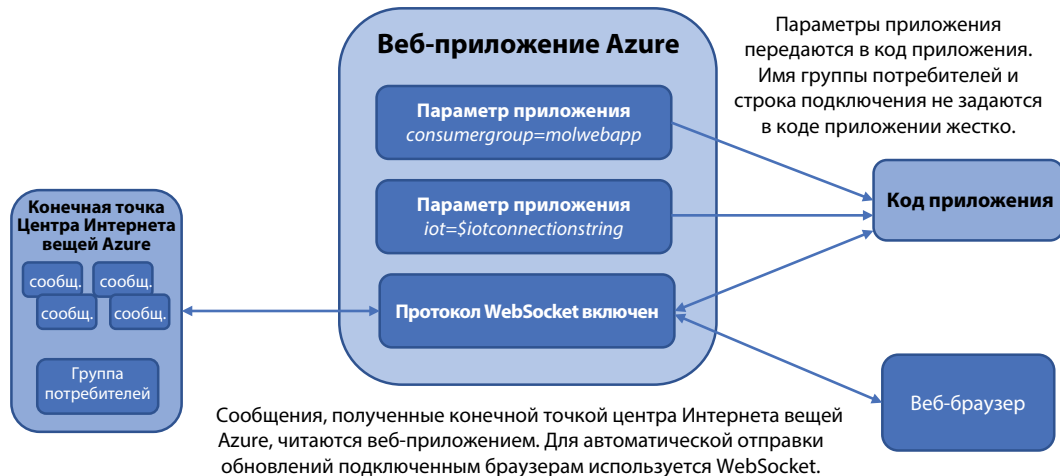 Веб-приложение Azure
Параметр приложения
consumergroup=molwebapp
Параметр приложения
iot=$iotconnectionstring
Протокол WebSocket включен
Параметры приложения
передаются в код приложения.
Имя группы потребителей и
строка подключения не задаются
в коде приложении жестко.
Код приложения
Веб-браузер
Конечная точка
Центра Интернета
вещей Azure
сообщ.
сообщ.
сообщ.
сообщ.
Группа
потребителей
Сообщения, полученные конечной точкой центра Интернета вещей
Azure, читаются веб-приложением. Для автоматической отправки
обновлений подключенным браузерам используется WebSocket.